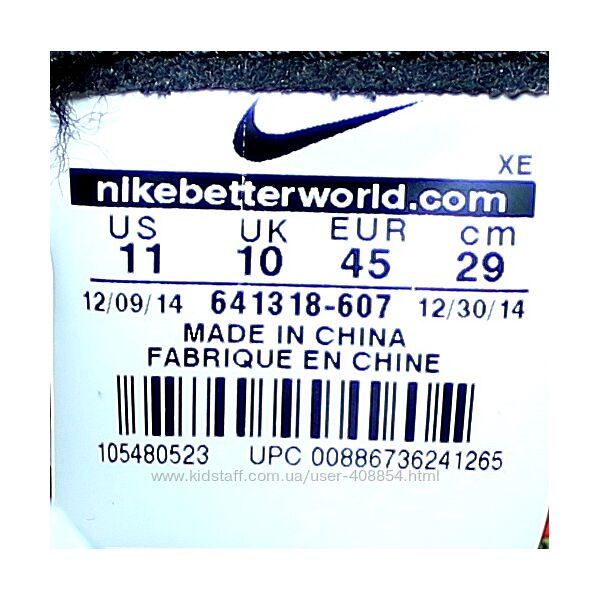 XE
nikebetterworld.com
US UK EUR cm
11 10 45 29
12/09/14 641318-607 12/30/14
MADE IN CHINA
FABRIQUE EN CHINE
105480523 UPC 00886736241265
www.kidstaff.com.ua/user-408854.html